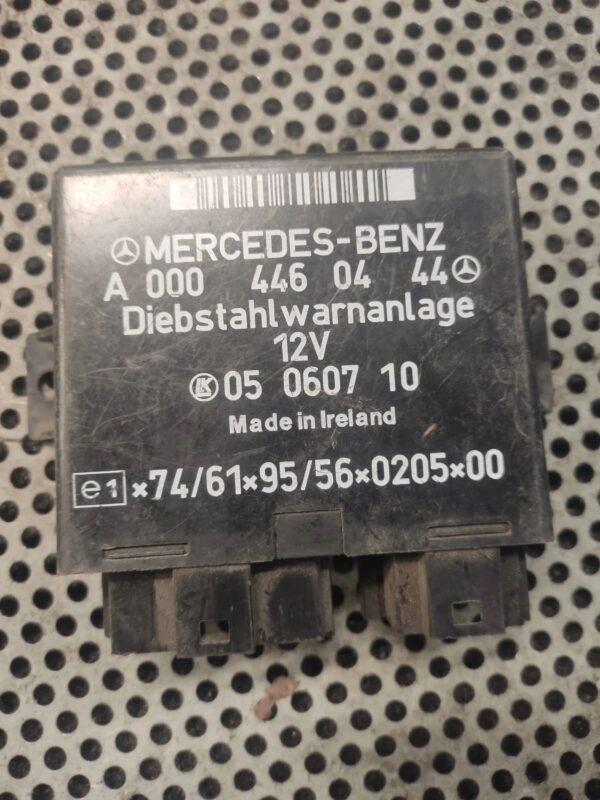 MERCEDES-BENZ
A 000 446 04 44
Diebstahlwarnanlage
12V
LK 05 0607 10
Made in Ireland
e1 *74/61*95/56*0205*00